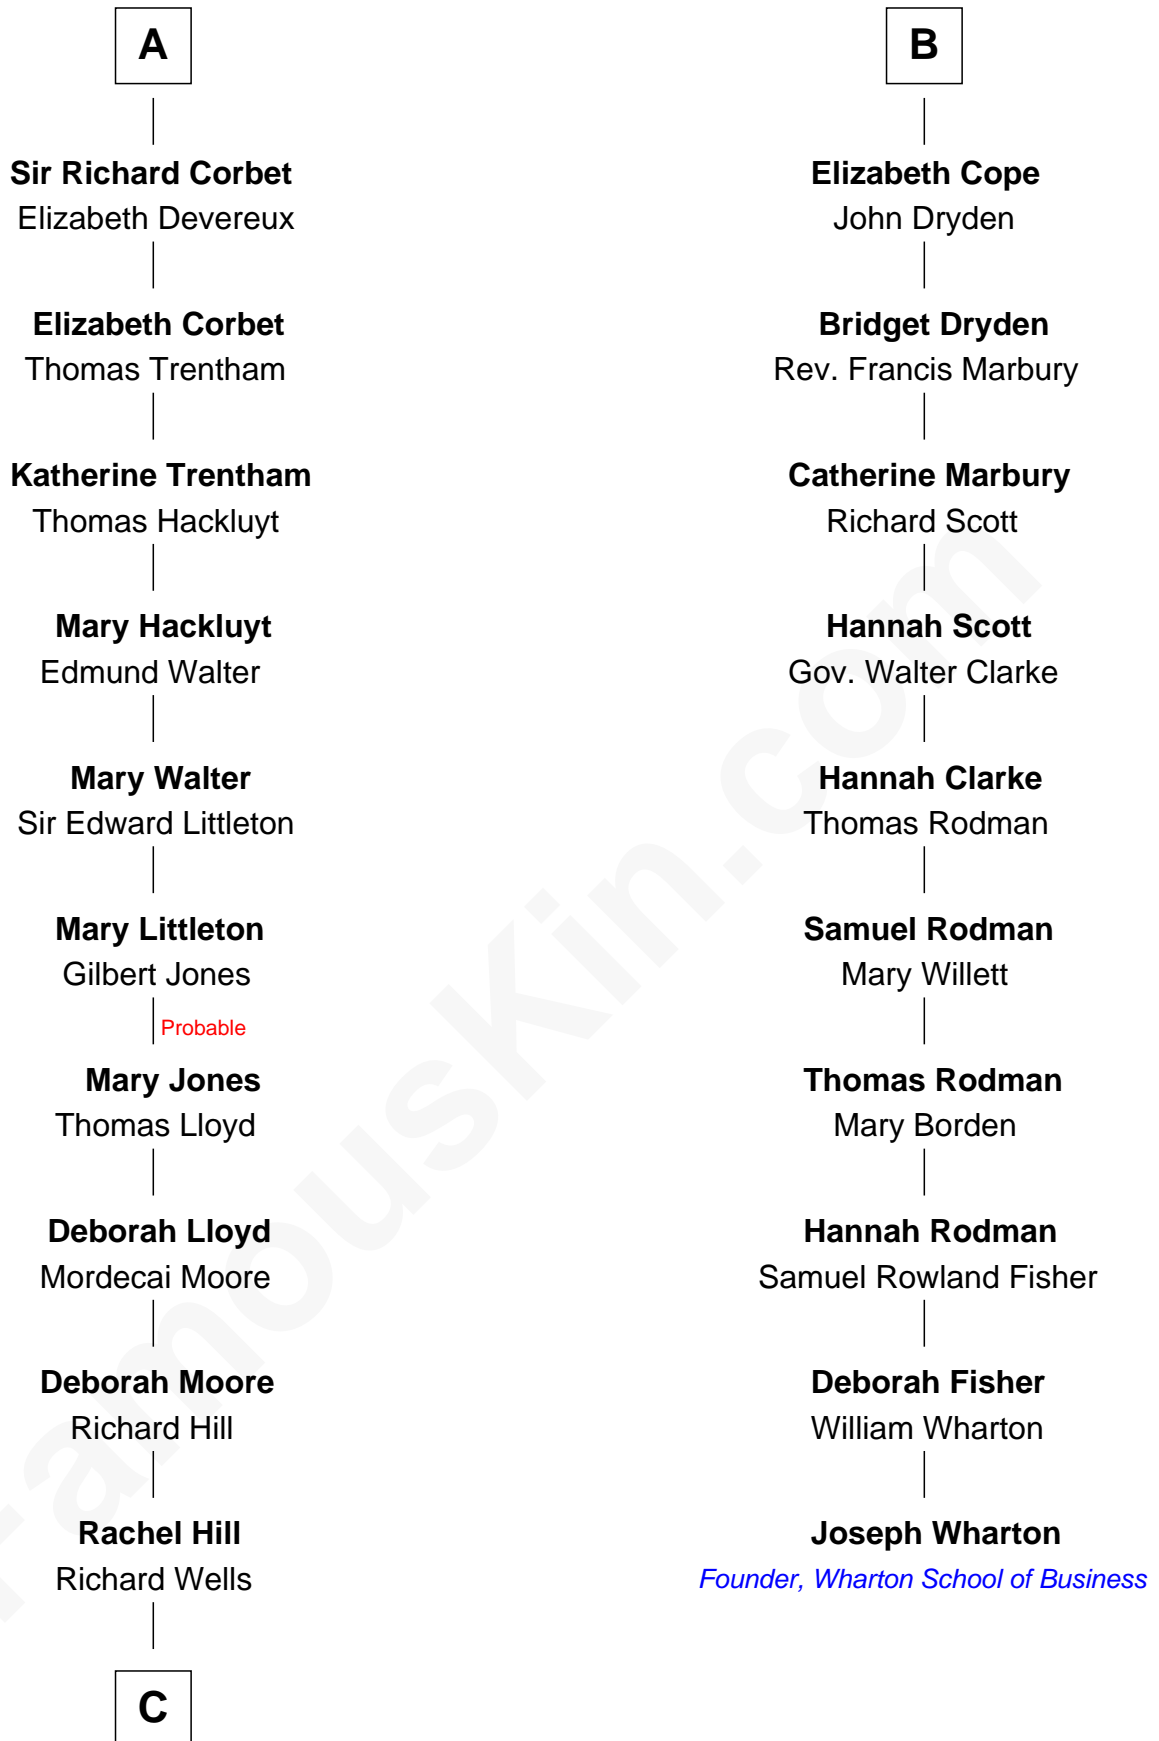 A
Sir Richard Corbet
Elizabeth Devereux
Elizabeth Corbet
Thomas Trentham
Katherine Trentham
Thomas Hackluyt
Mary Hackluyt
Edmund Walter
Mary Walter
Sir Edward Littleton
Mary Littleton
Gilbert Jones
Probable
Mary Jones
Thomas Lloyd
Deborah Lloyd
Mordecai Moore
Deborah Moore
Richard Hill
Rachel Hill
Richard Wells
C
B
Elizabeth Cope
John Dryden
Bridget Dryden
Rev. Francis Marbury
Catherine Marbury
Richard Scott
Hannah Scott
Gov. Walter Clarke
Hannah Clarke
Thomas Rodman
Samuel Rodman
Mary Willett
Thomas Rodman
Mary Borden
Hannah Rodman
Samuel Rowland Fisher
Deborah Fisher
William Wharton
Joseph Wharton
Founder, Wharton School of Business
FamousKin.com